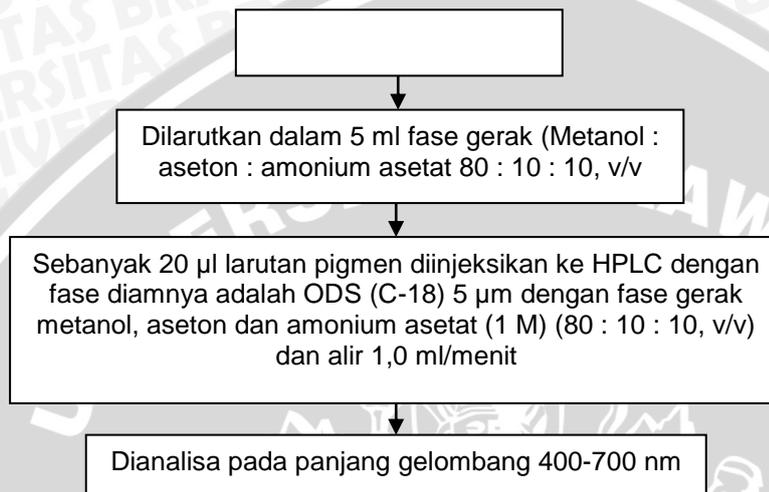 Dilarutkan dalam 5 ml fase gerak (Metanol :
aseton : amonium asetat 80 : 10 : 10, v/v
Sebanyak 20 µl larutan pigmen diinjeksikan ke HPLC dengan
fase diamnya adalah ODS (C-18) 5 µm dengan fase gerak
metanol, aseton dan amonium asetat (1 M) (80 : 10 : 10, v/v)
dan alir 1,0 ml/menit
Dianalisa pada panjang gelombang 400-700 nm